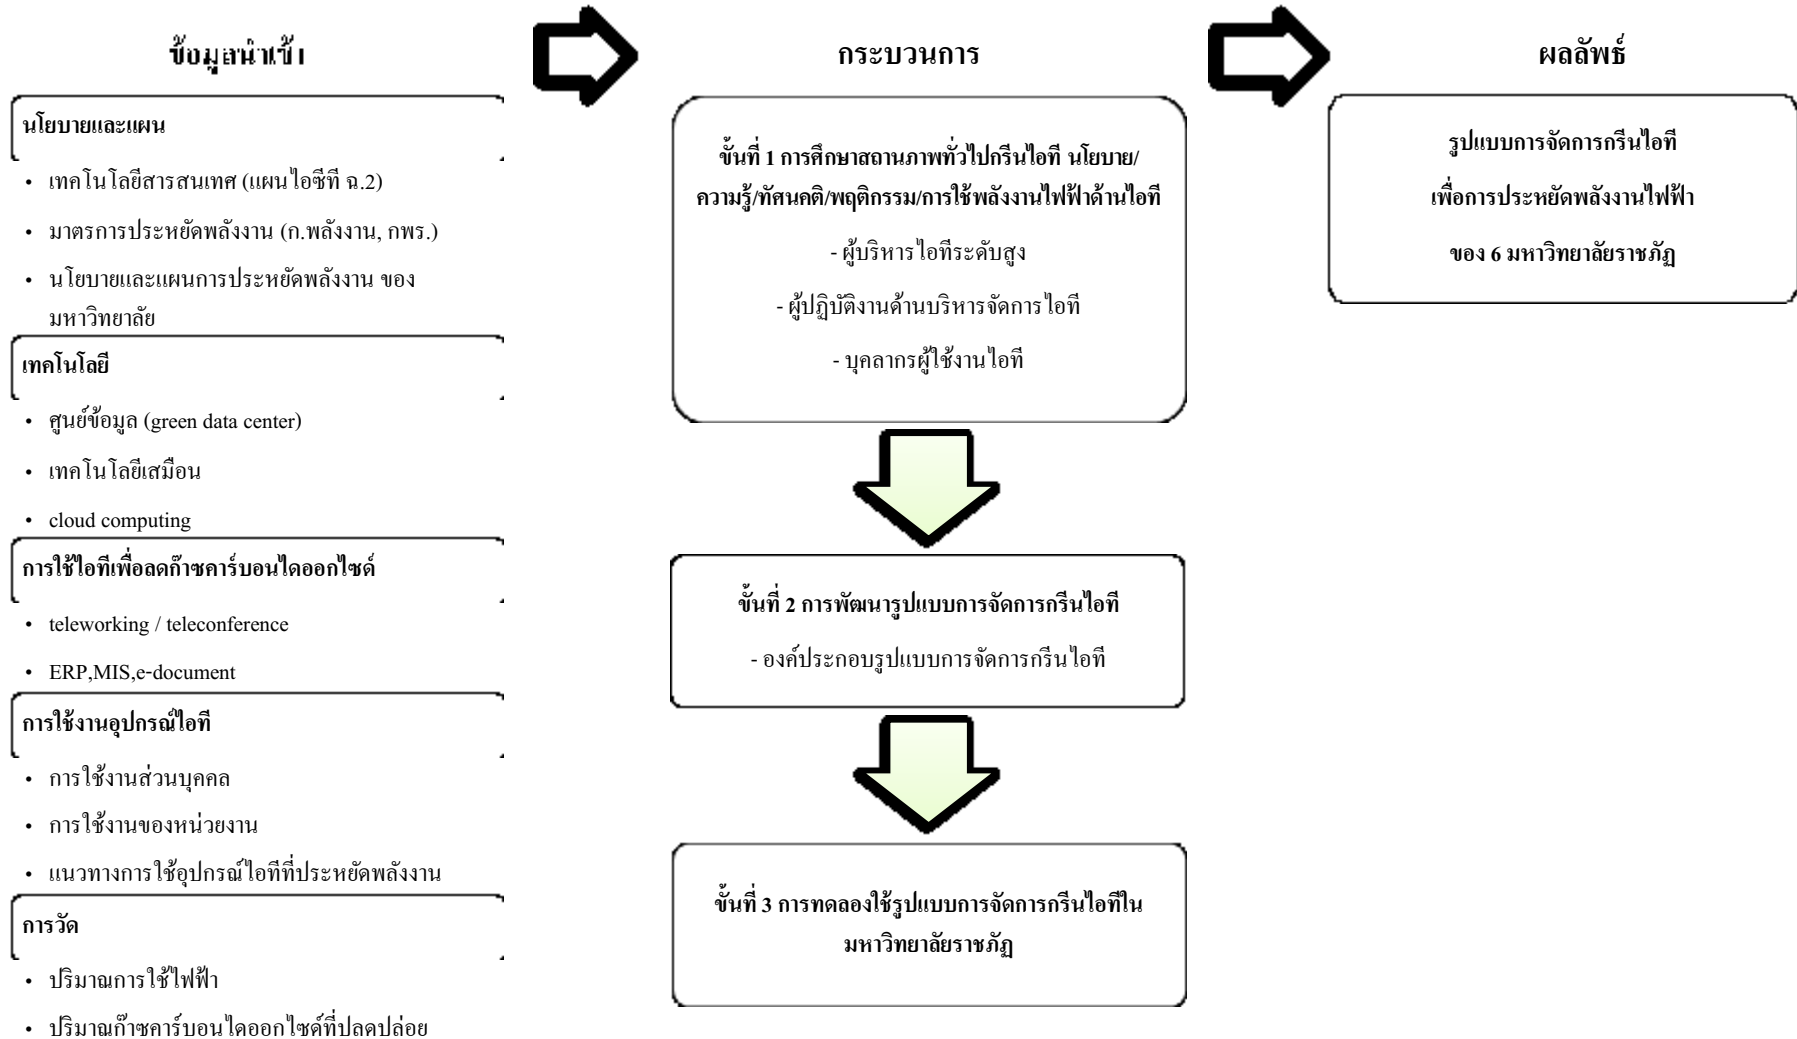 ข้อมูลนำเข้า
นโยบายและแผน
• เทคโนโลยีสารสนเทศ (แผนไอซีที ฉ.2)
• มาตรการประหยัดพลังงาน (ก.พลังงาน, กพร.)
• นโยบายและแผนการประหยัดพลังงาน ของ
มหาวิทยาลัย
เทคโนโลยี
• ศูนย์ข้อมูล (green data center)
• เทคโนโลยีเสมือน
• cloud computing
การใช้ไอทีเพื่อลดก๊าซคาร์บอนไดออกไซด์
• teleworking / teleconference
• ERP,MIS,e-document
การใช้งานอุปกรณ์ไอที
• การใช้งานส่วนบุคคล
• การใช้งานของหน่วยงาน
• แนวทางการใช้อุปกรณ์ไอทีที่ประหยัดพลังงาน
การวัด
• ปริมาณการใช้ไฟฟ้า
• ปริมาณก๊าซคาร์บอนไดออกไซด์ที่ปลดปล่อย
กระบวนการ
ขั้นที่ 1 การศึกษาสถานภาพทั่วไปกรีนไอที นโยบาย/
ความรู้/ทัศนคติ/พฤติกรรม/การใช้พลังงานไฟฟ้าด้านไอที
- ผู้บริหารไอทีระดับสูง
- ผู้ปฏิบัติงานด้านบริหารจัดการไอที
- บุคลากรผู้ใช้งานไอที
ขั้นที่ 2 การพัฒนารูปแบบการจัดการกรีนไอที
- องค์ประกอบรูปแบบการจัดการกรีนไอที
ขั้นที่ 3 การทดลองใช้รูปแบบการจัดการกรีนไอทีใน
มหาวิทยาลัยราชภัฏ
ผลลัพธ์
รูปแบบการจัดการกรีนไอที
เพื่อการประหยัดพลังงานไฟฟ้า
ของ 6 มหาวิทยาลัยราชภัฏ